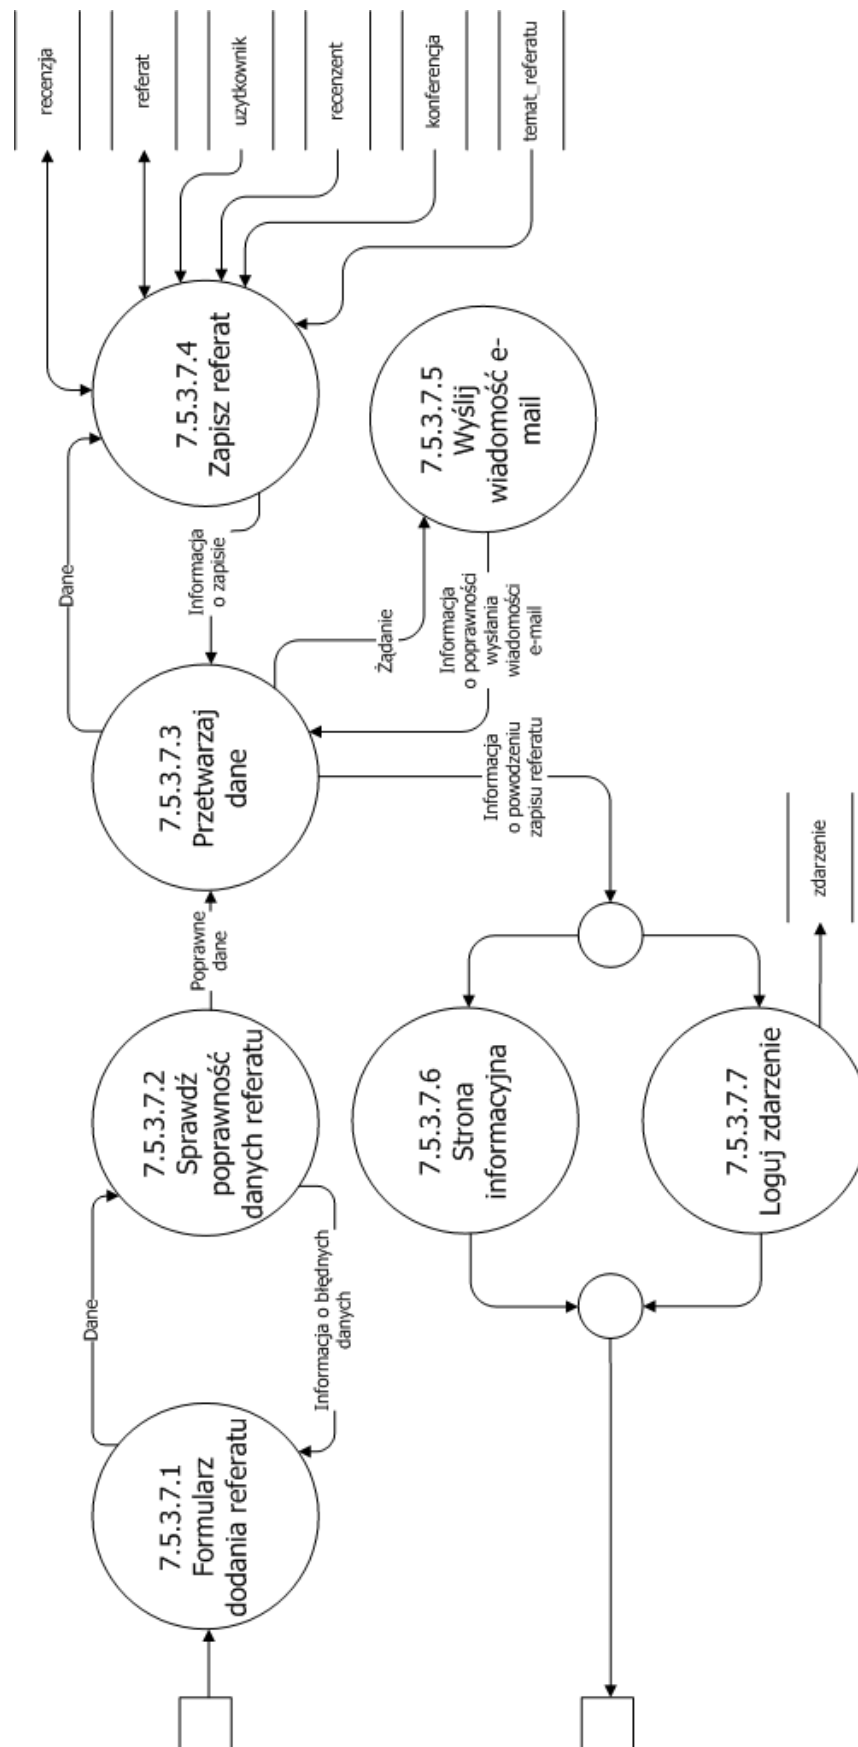 7.5.3.7.1
Formularz
dodania referatu
Dane
Informacja o błędnych
danych
7.5.3.7.2
Sprawdź
poprawność
danych referatu
Poprawne
dane
7.5.3.7.3
Przetwarzaj
dane
Dane
Informacja
o zapisie
7.5.3.7.4
Zapisz referat
recenzja
referat
uzytkownik
recenzent
konferencja
temat_referatu
Żądanie
7.5.3.7.5
Wyślij
wiadomość e-
mail
Informacja
o poprawności
wysłania
wiadomości
e-mail
Informacja
o powodzeniu
zapisu referatu
7.5.3.7.6
Strona
informacyjna
7.5.3.7.7
Loguj zdarzenie
zdarzenie